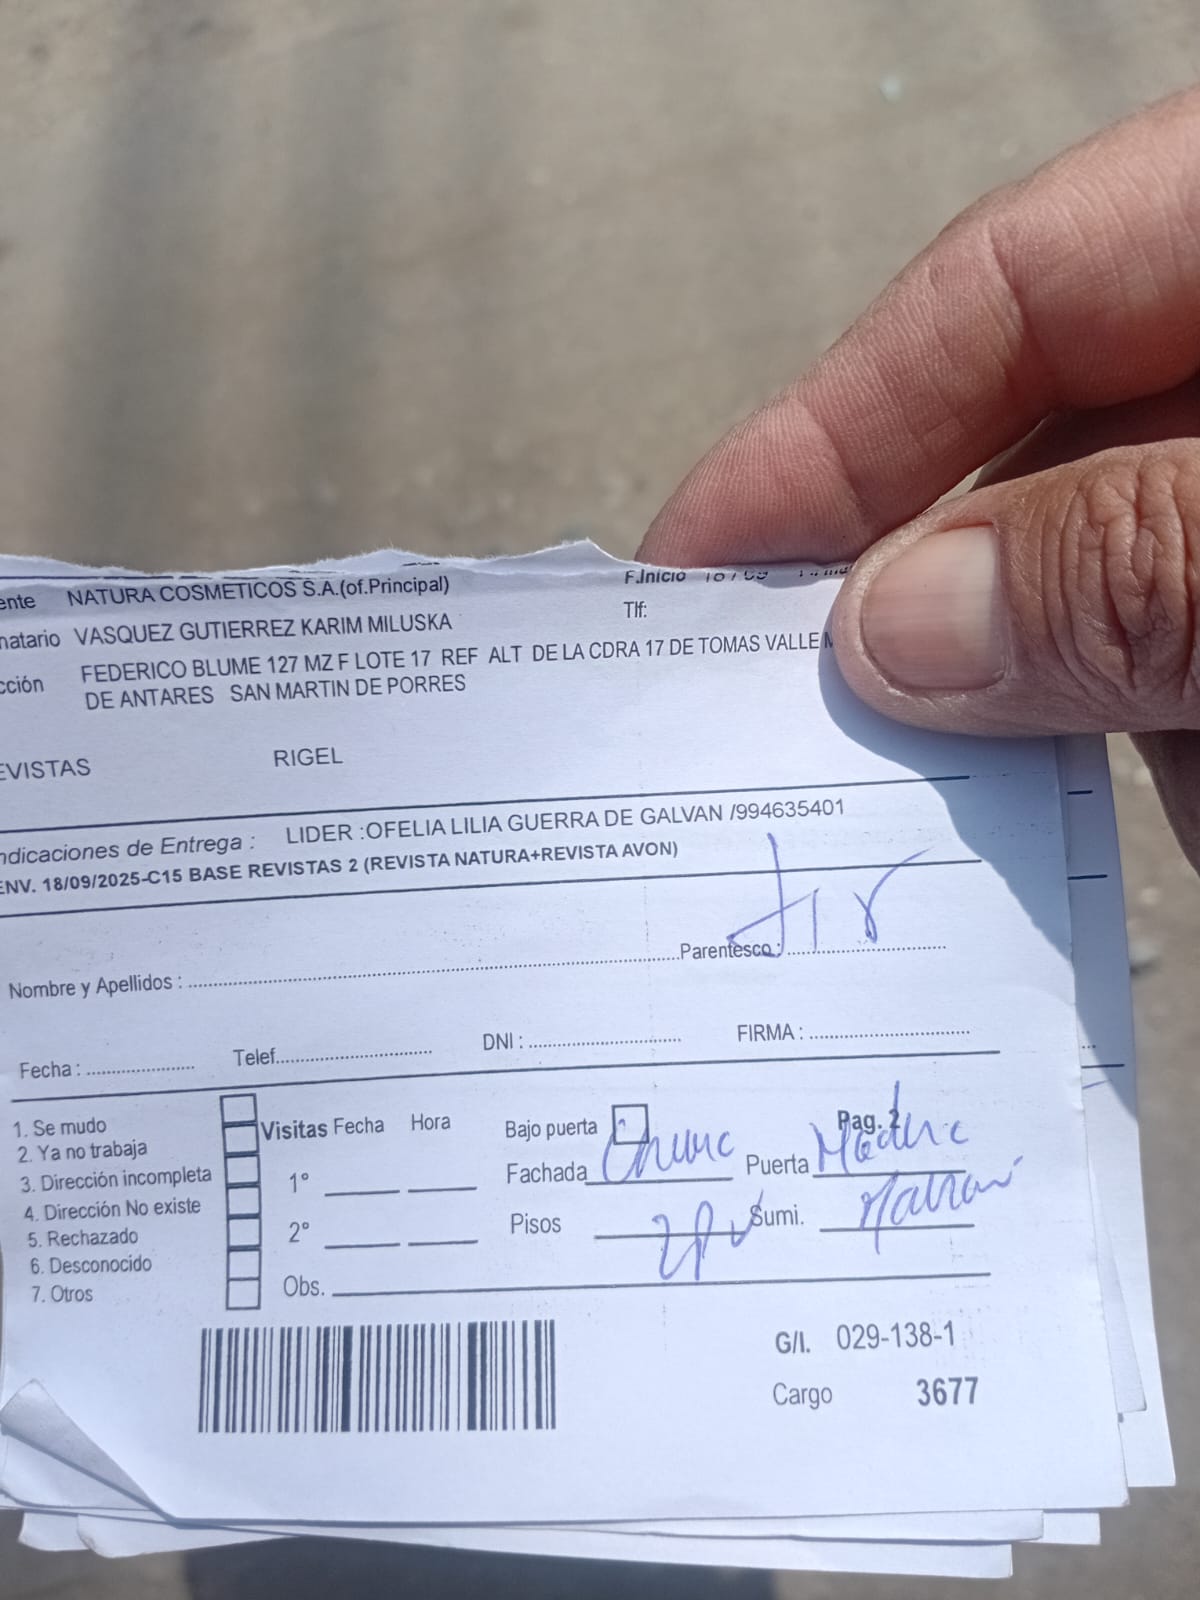 ente NATURA COSMETICOS S.A.(of.Principal) F.Inicio 18/09
natario VASQUEZ GUTIERREZ KARIM MILUSKA Tlf:
cción FEDERICO BLUME 127 MZ F LOTE 17 REF ALT DE LA CDRA 17 DE TOMAS VALLE M
DE ANTARES SAN MARTIN DE PORRES
EVISTAS RIGEL
ndicaciones de Entrega : LIDER :OFELIA LILIA GUERRA DE GALVAN /994635401
ENV. 18/09/2025-C15 BASE REVISTAS 2 (REVISTA NATURA+REVISTA AVON)
Nombre y Apellidos : Parentesco :
Fecha : Telef. DNI : FIRMA :
1. Se mudo
2. Ya no trabaja
3. Dirección incompleta
4. Dirección No existe
5. Rechazado
6. Desconocido
7. Otros
Visitas Fecha Hora
1°
2°
Obs.
Bajo puerta Pag. 2
Fachada Puerta
Pisos Sumi.
G/I. 029-138-1
Cargo 3677